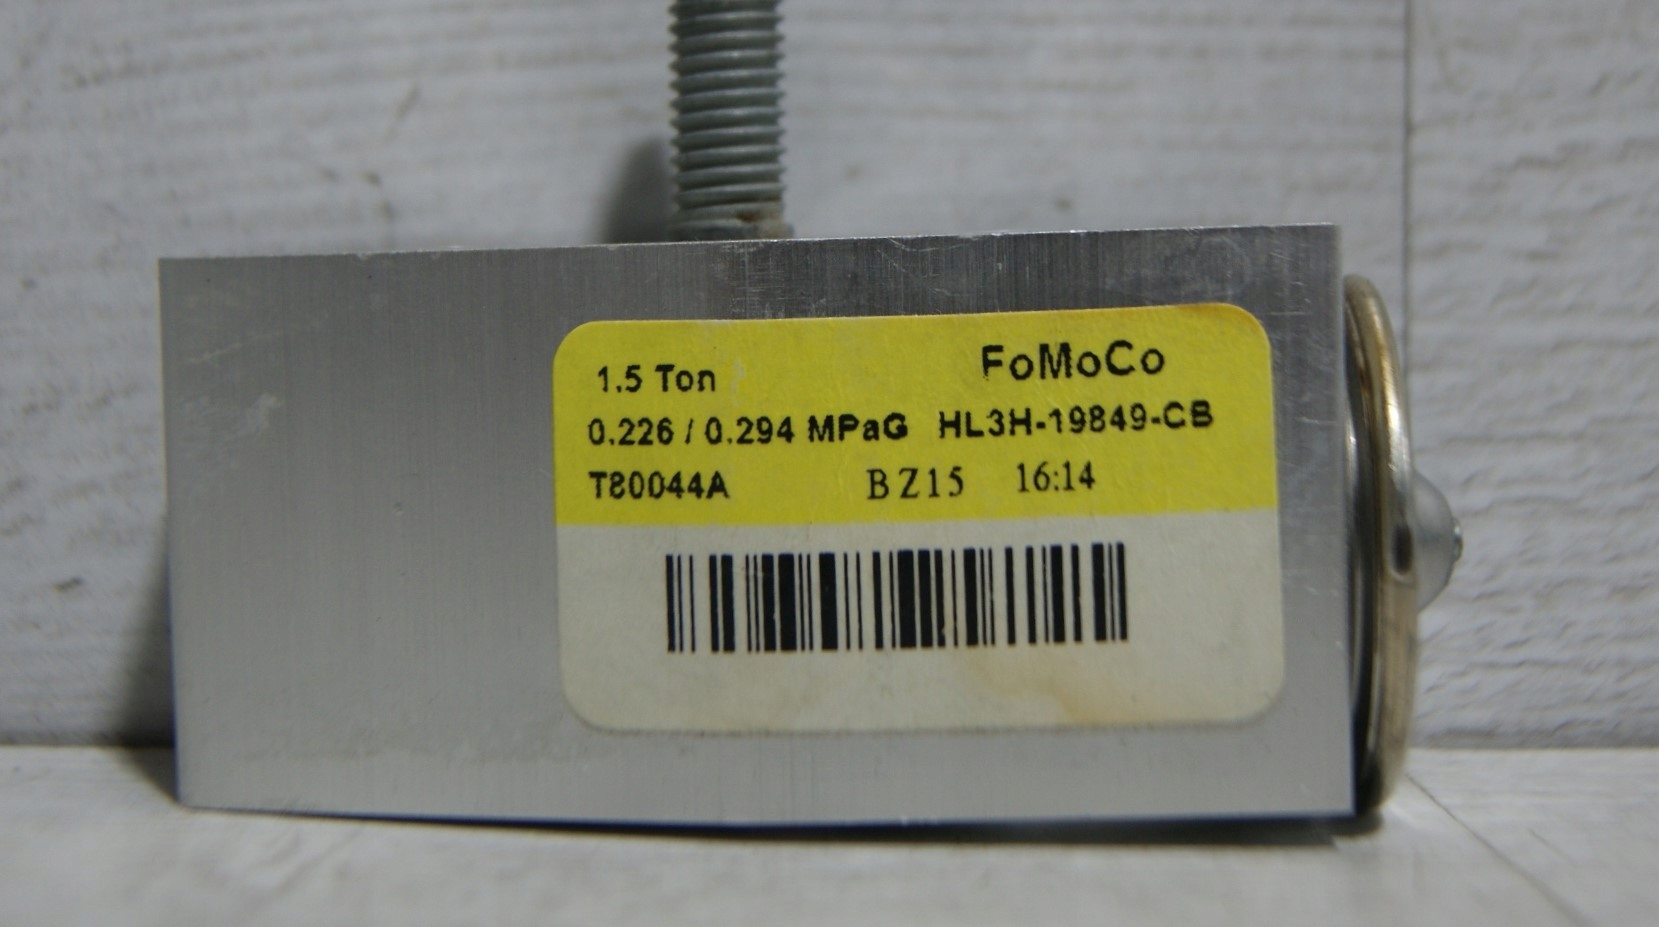 1.5 Ton FoMoCo
0.226 / 0.294 MPaG HL3H-19849-CB
T80044A BZ15 16:14